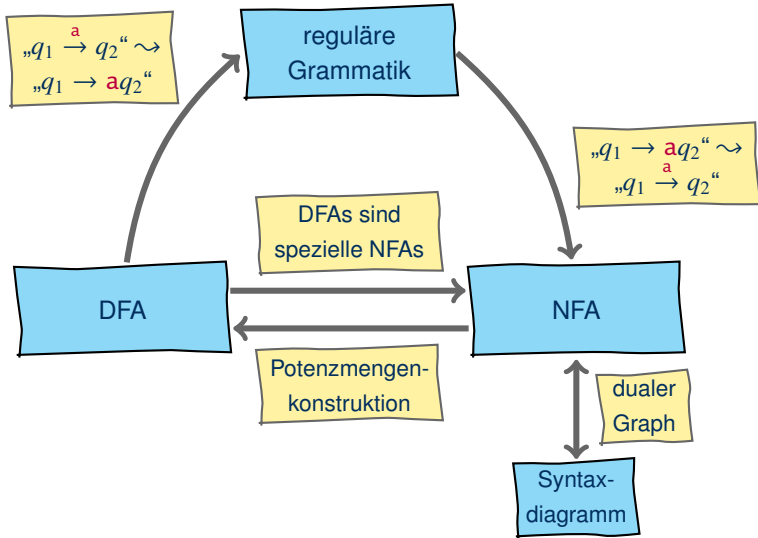 „q₁ →ᵃ q₂“ ⇝
„q₁ → aq₂“
reguläre
Grammatik
„q₁ → aq₂“ ⇝
„q₁ →ᵃ q₂“
DFAs sind
spezielle NFAs
DFA
NFA
Potenzmengen-
konstruktion
dualer
Graph
Syntax-
diagramm